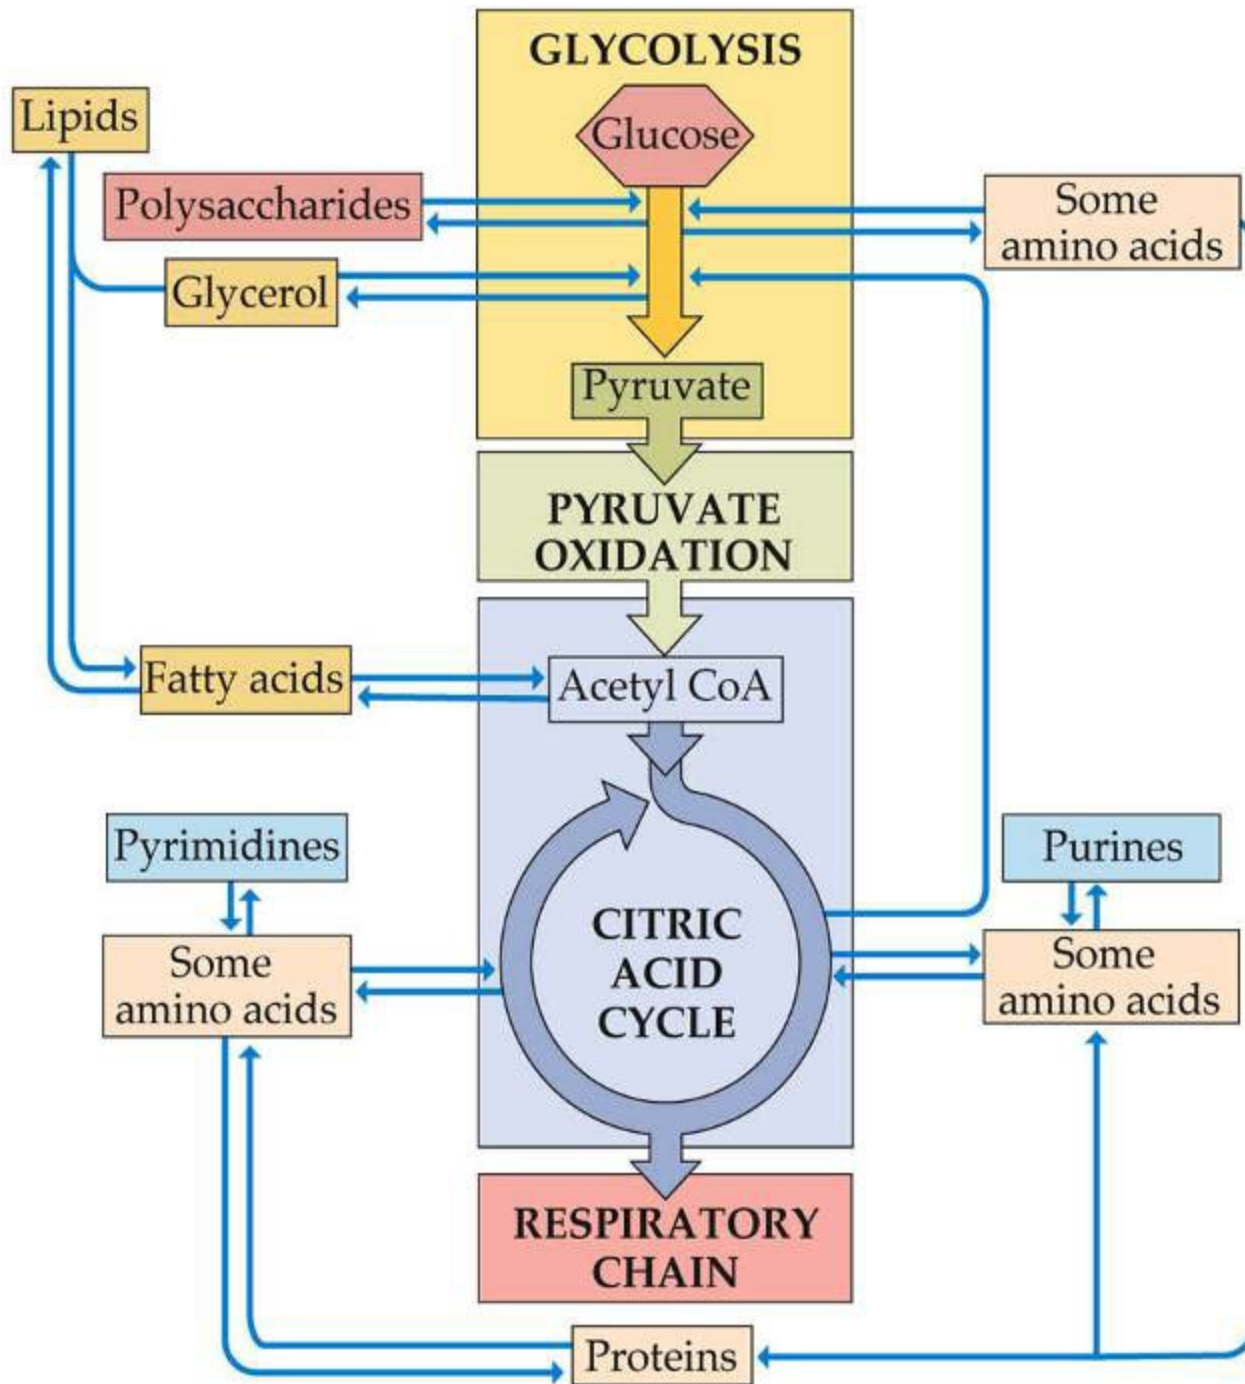 GLYCOLYSIS
Lipids
Glucose
Polysaccharides
Some
amino acids
Glycerol
Pyruvate
PYRUVATE
OXIDATION
Fatty acids
Acetyl CoA
Pyrimidines
Purines
CITRIC
ACID
CYCLE
Some
amino acids
Some
amino acids
RESPIRATORY
CHAIN
Proteins